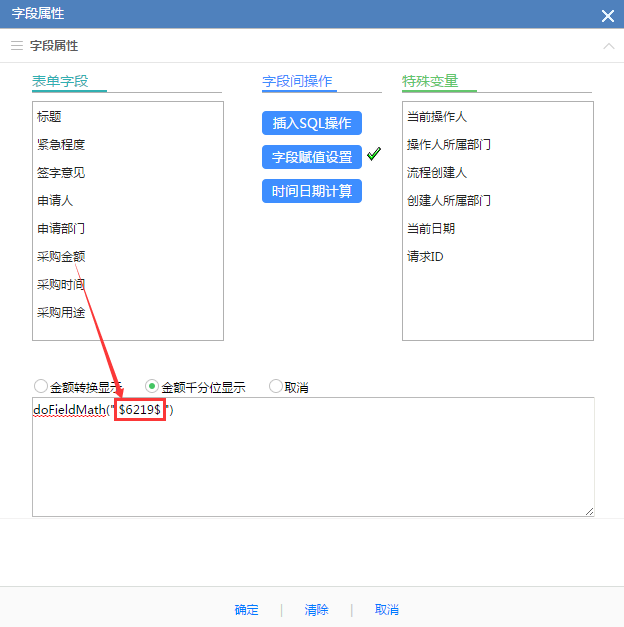 字段属性
字段属性
表单字段
标题
紧急程度
签字意见
申请人
申请部门
采购金额
采购时间
采购用途
字段间操作
插入SQL操作
字段赋值设置
时间日期计算
特殊变量
当前操作人
操作人所属部门
流程创建人
创建人所属部门
当前日期
请求ID
金额转换显示 金额千分位显示 取消
doFieldMath("$6219$")
确定 | 清除 | 取消